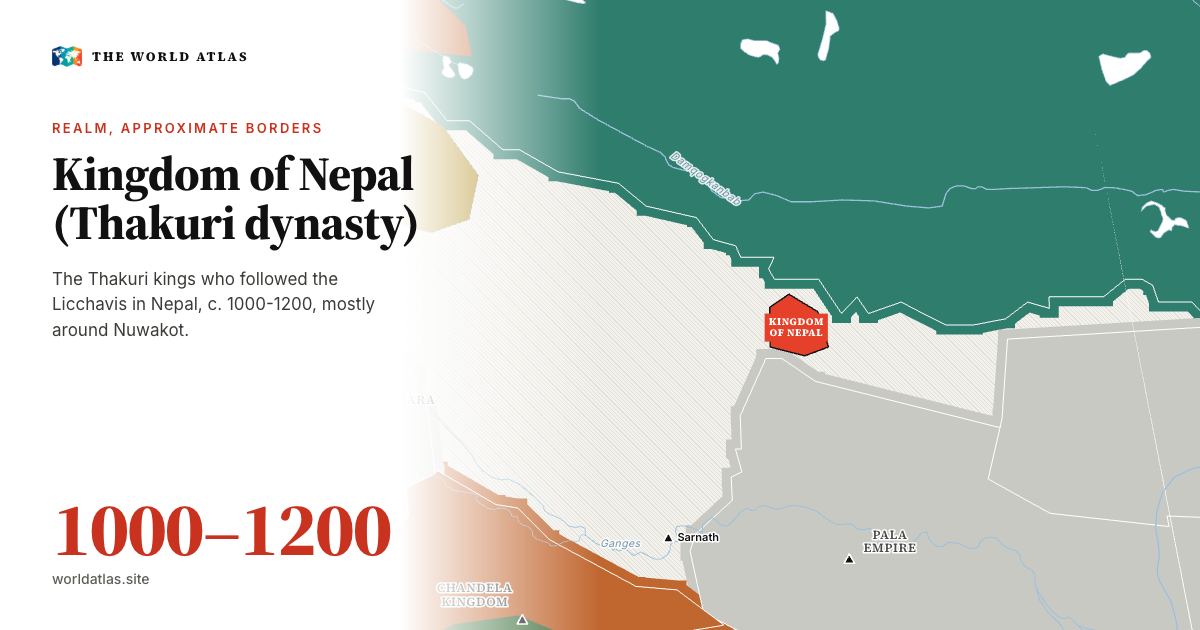 THE WORLD ATLAS
REALM, APPROXIMATE BORDERS
Kingdom of Nepal
(Thakuri dynasty)
The Thakuri kings who followed the
Licchavis in Nepal, c. 1000-1200, mostly
around Nuwakot.
1000–1200
worldatlas.site
Damqogkanbab
KINGDOM
OF NEPAL
ARA
Ganges
Sarnath
PALA
EMPIRE
CHANDELA
KINGDOM